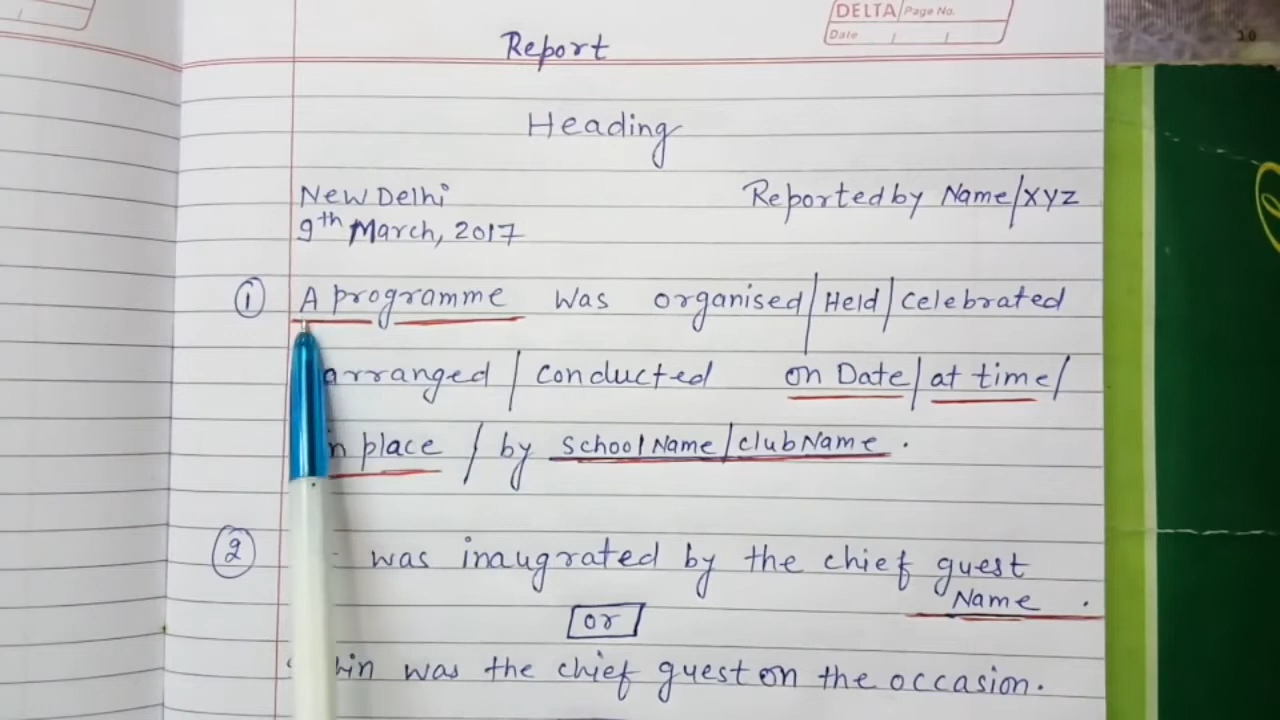 DELTA Page No.
Date
Report
Heading
New Delhi Reported by Name/XYZ
9th March, 2017
① A programme was organised/Held/celebrated
arranged / conducted on Date/at time/
place / by school Name/club Name.
② was inaugrated by the chief guest
Name.
or
was the chief guest on the occasion.